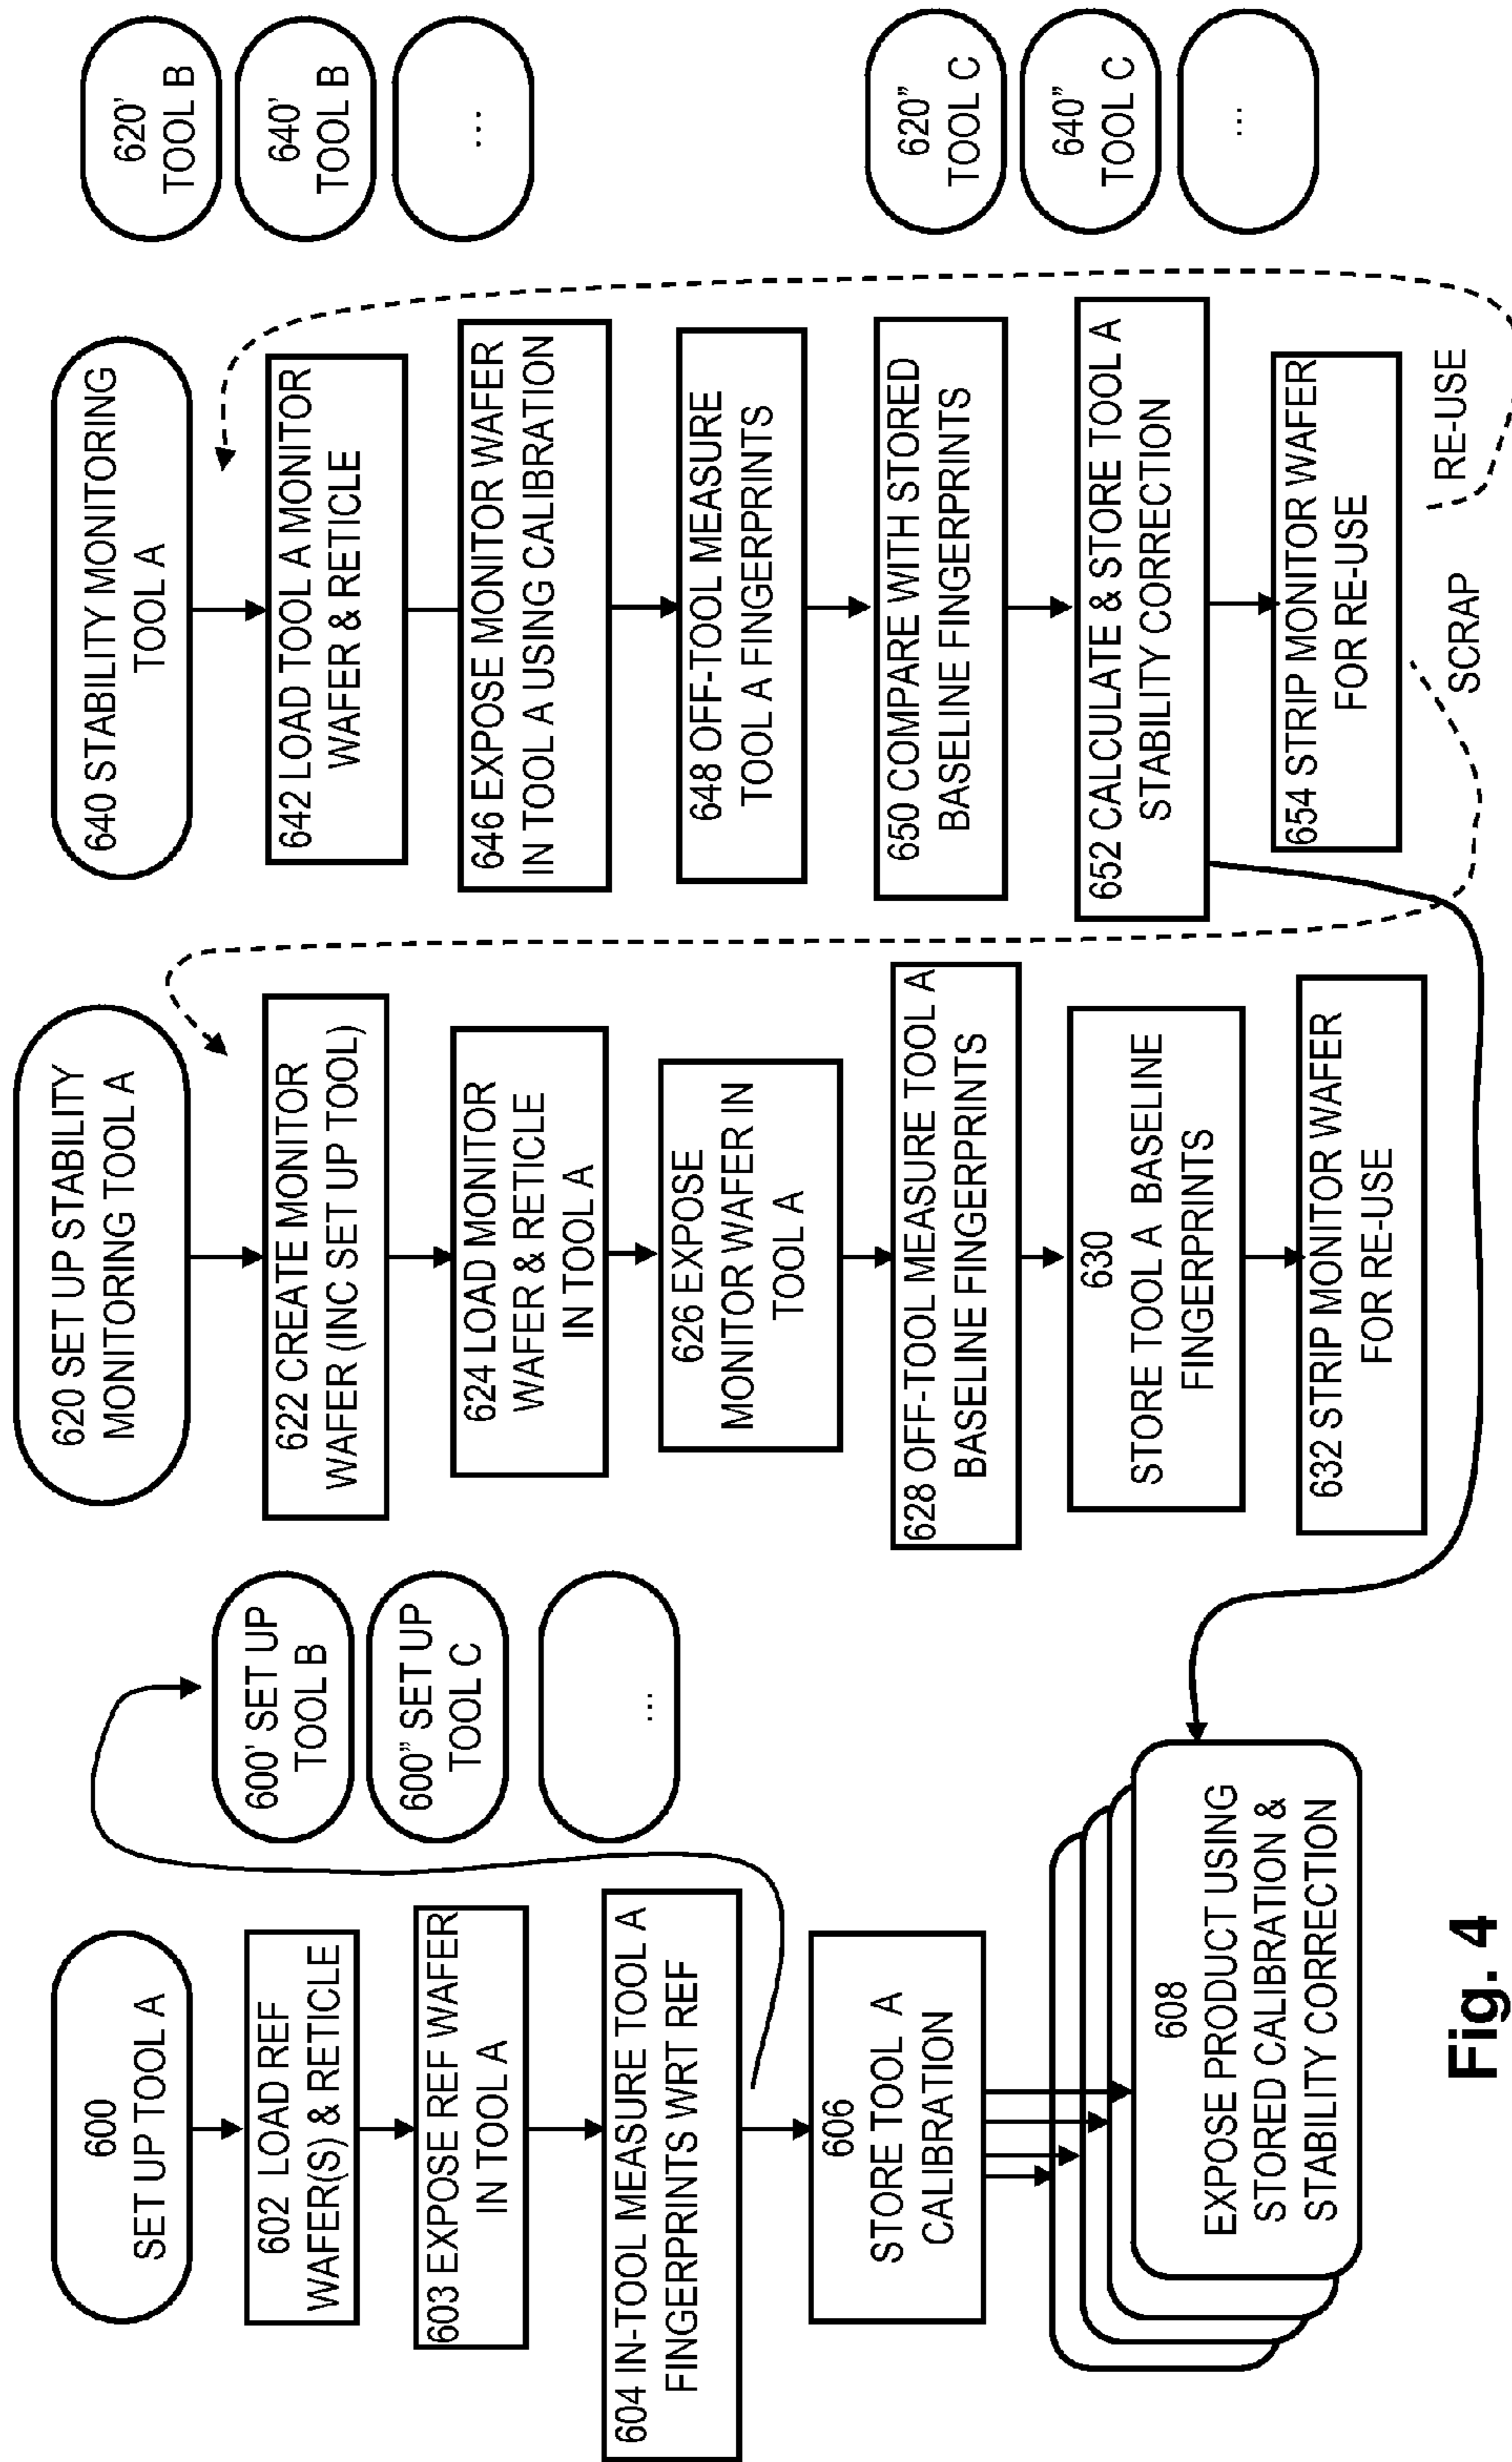 600
SET UP TOOL A
602 LOAD REF
WAFER(S) & RETICLE
603 EXPOSE REF WAFER
IN TOOL A
604 IN-TOOL MEASURE TOOL A
FINGERPRINTS WRT REF
606
STORE TOOL A
CALIBRATION
608
EXPOSE PRODUCT USING
STORED CALIBRATION &
STABILITY CORRECTION
600' SET UP
TOOL B
600" SET UP
TOOL C
...
620 SET UP STABILITY
MONITORING TOOL A
622 CREATE MONITOR
WAFER (INC SET UP TOOL)
624 LOAD MONITOR
WAFER & RETICLE
IN TOOL A
626 EXPOSE
MONITOR WAFER IN
TOOL A
628 OFF-TOOL MEASURE TOOL A
BASELINE FINGERPRINTS
630
STORE TOOL A BASELINE
FINGERPRINTS
632 STRIP MONITOR WAFER
FOR RE-USE
640 STABILITY MONITORING
TOOL A
642 LOAD TOOL A MONITOR
WAFER & RETICLE
646 EXPOSE MONITOR WAFER
IN TOOL A USING CALIBRATION
648 OFF-TOOL MEASURE
TOOL A FINGERPRINTS
650 COMPARE WITH STORED
BASELINE FINGERPRINTS
652 CALCULATE & STORE TOOL A
STABILITY CORRECTION
654 STRIP MONITOR WAFER
FOR RE-USE
SCRAP
RE-USE
620'
TOOL B
640'
TOOL B
...
620"
TOOL C
640"
TOOL C
...
Fig. 4